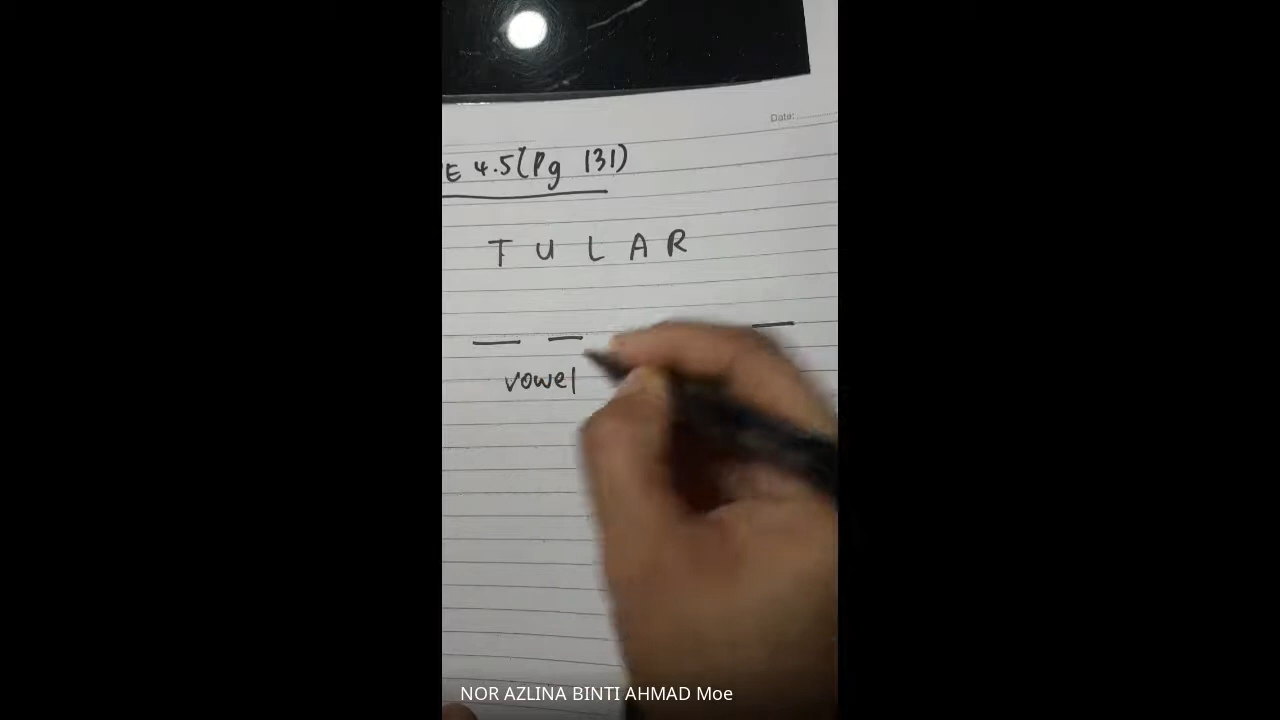 Date:
E 4.5 (Pg 131)
T U L A R
vowel
NOR AZLINA BINTI AHMAD Moe